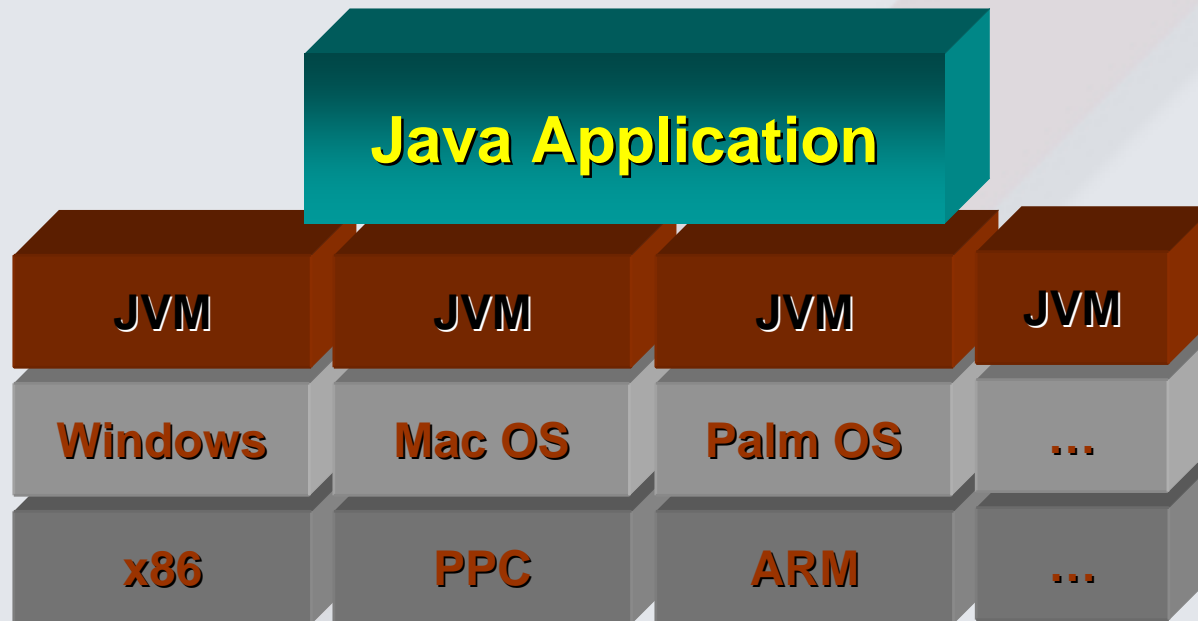 Java Application
JVM JVM JVM JVM
Windows Mac OS Palm OS …
x86 PPC ARM …